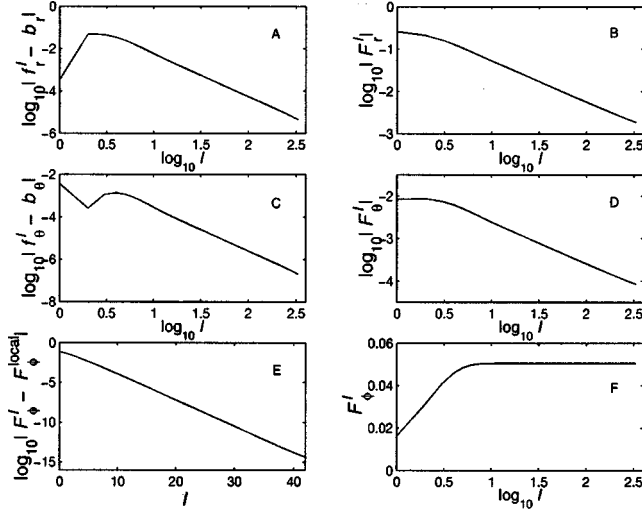 A
log10| f^l_r – b_r|
0
−2
−4
−6
0 0.5 1 1.5 2 2.5
log10 l
B
log10| F^l_r|
0
−1
−2
−3
0 0.5 1 1.5 2 2.5
log10 l
C
log10| f^l_θ – b_θ|
−2
−4
−6
−8
0 0.5 1 1.5 2 2.5
log10 l
D
log10| F^l_θ|
−2
−3
−4
0 0.5 1 1.5 2 2.5
log10 l
E
log10| F^l_ϕ – F^local_ϕ|
0
−5
−10
−15
0 10 20 30 40
l
F
F^l_ϕ
0.06
0.04
0.02
0
0 0.5 1 1.5 2 2.5
log10 l